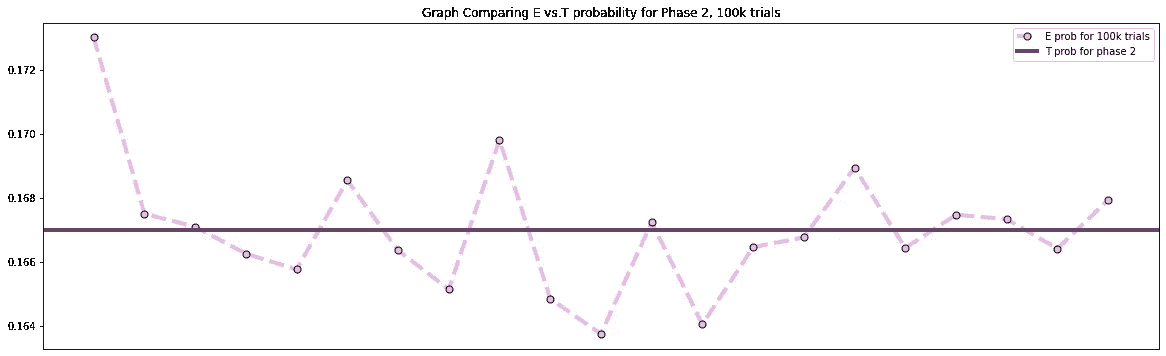 Graph Comparing E vs.T probability for Phase 2, 100k trials
E prob for 100k trials
T prob for phase 2
0.172
0.170
0.168
0.166
0.164